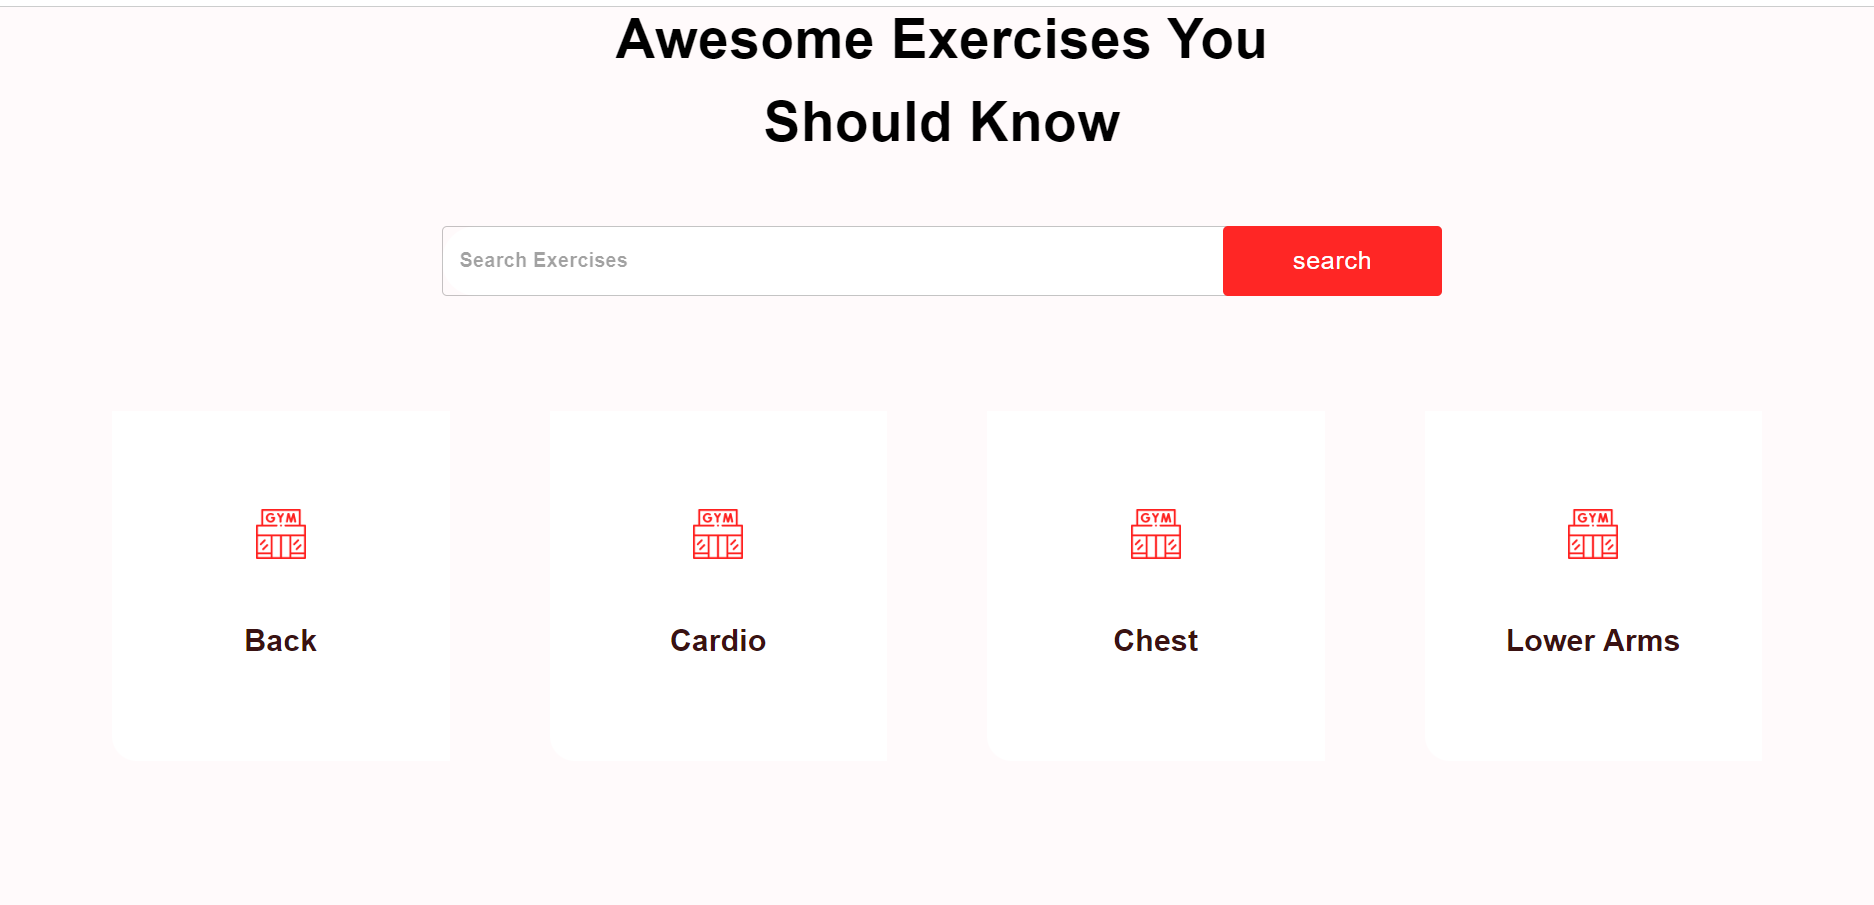 Awesome Exercises You
Should Know
Search Exercises
search
GYM
GYM
GYM
GYM
Back
Cardio
Chest
Lower Arms